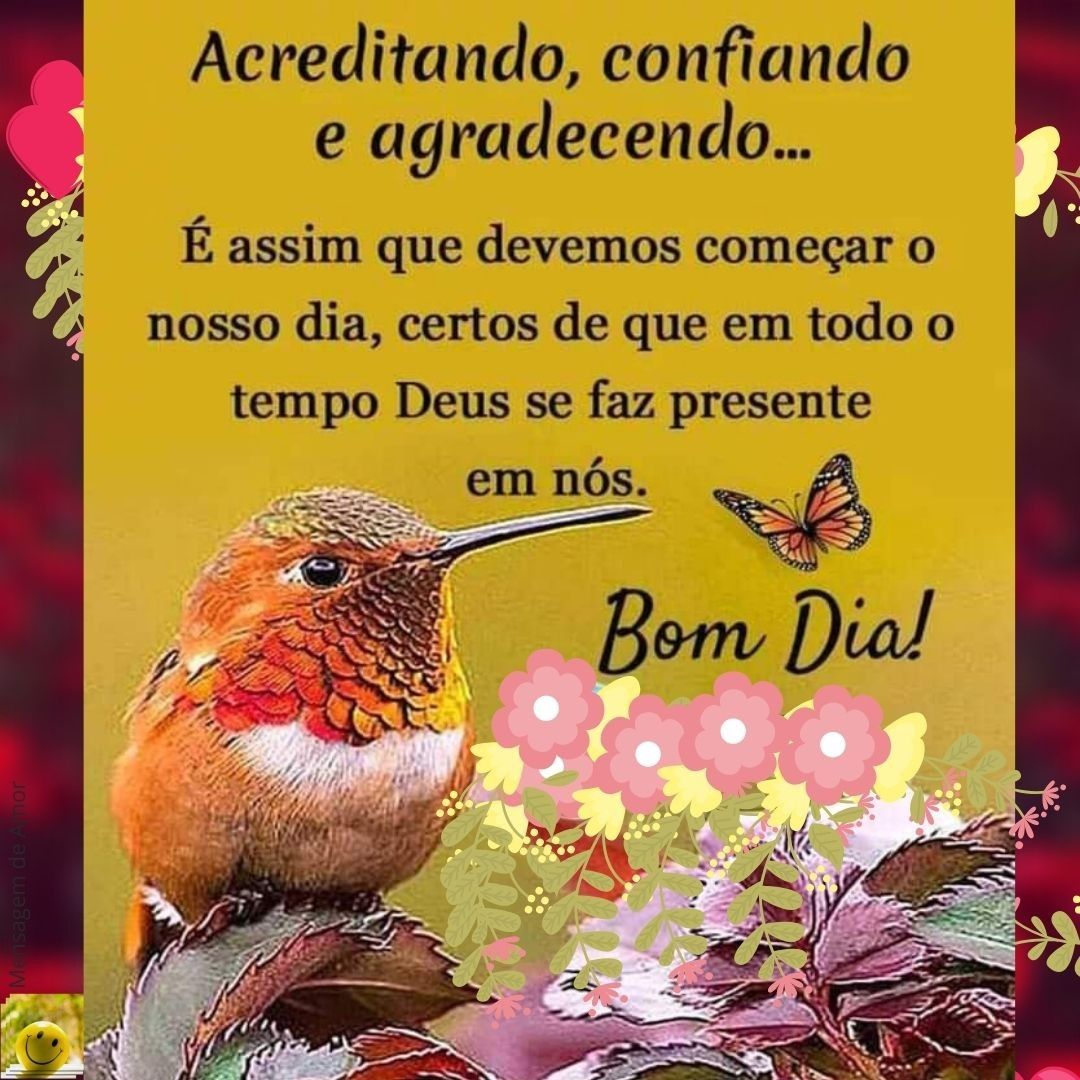 Acreditando, confiando
e agradecendo...
É assim que devemos começar o
nosso dia, certos de que em todo o
tempo Deus se faz presente
em nós.
Bom Dia!
Mensagem de Amor